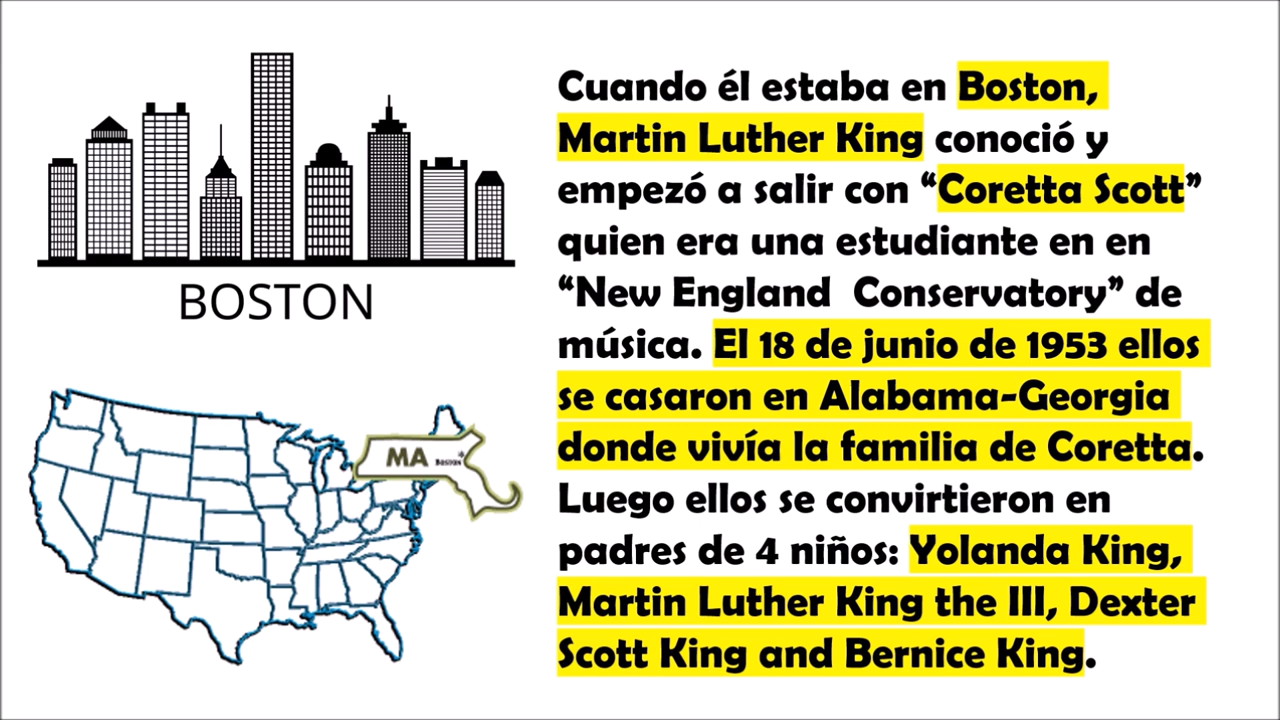 BOSTON
MA Boston
Cuando él estaba en Boston,
Martin Luther King conoció y
empezó a salir con “Coretta Scott”
quien era una estudiante en en
“New England  Conservatory” de
música. El 18 de junio de 1953 ellos
se casaron en Alabama-Georgia
donde vivía la familia de Coretta.
Luego ellos se convirtieron en
padres de 4 niños: Yolanda King,
Martin Luther King the III, Dexter
Scott King and Bernice King.